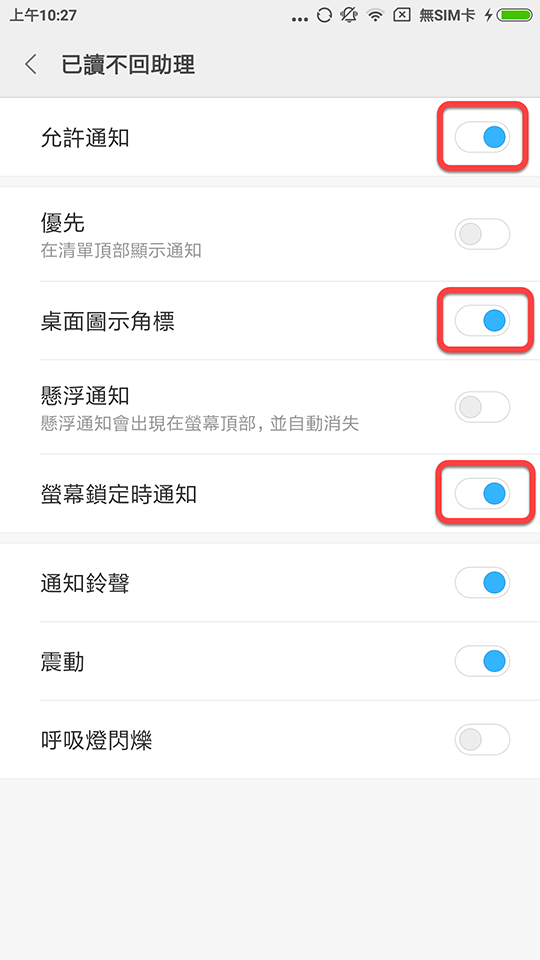 上午10:27
... 無SIM卡
已讀不回助理
允許通知
優先
在清單頂部顯示通知
桌面圖示角標
懸浮通知
懸浮通知會出現在螢幕頂部, 並自動消失
螢幕鎖定時通知
通知鈴聲
震動
呼吸燈閃爍